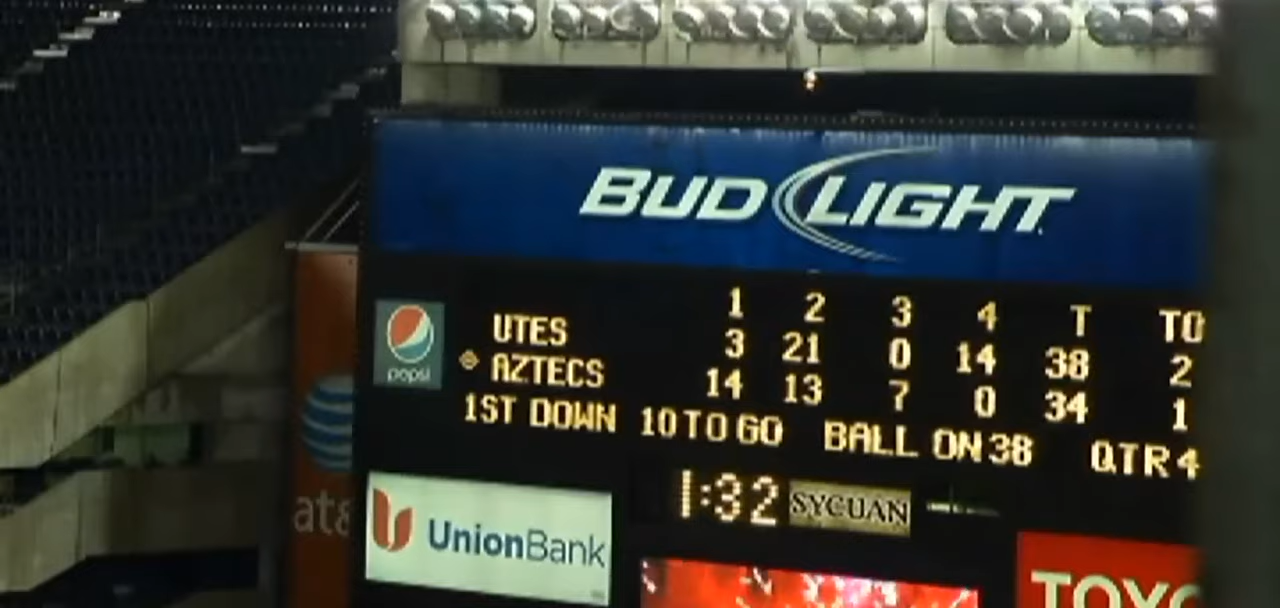 BUD LIGHT
1 2 3 4 T TO
UTES 3 21 0 14 38 2
AZTECS 14 13 7 0 34 1
1ST DOWN 10 TO GO BALL ON 38 QTR 4
pepsi
1:32 SYCUAN
at&
UnionBank
TOYO